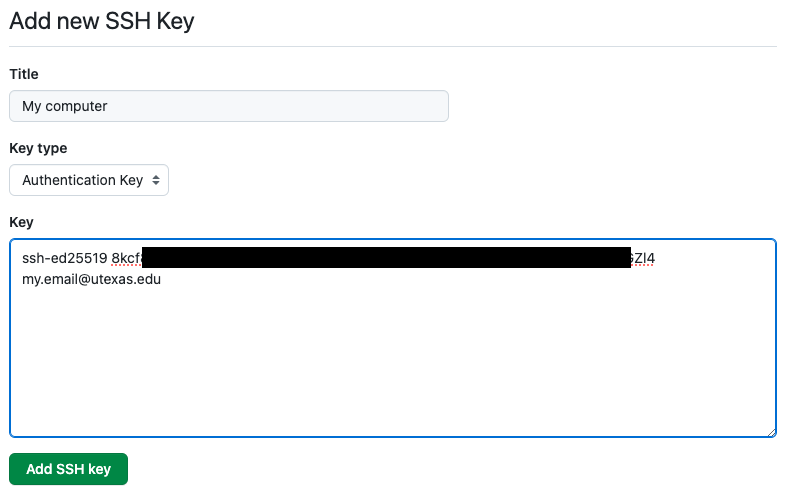 Add new SSH Key
Title
My computer
Key type
Authentication Key
Key
ssh-ed25519 8kcf ZI4
my.email@utexas.edu
Add SSH key